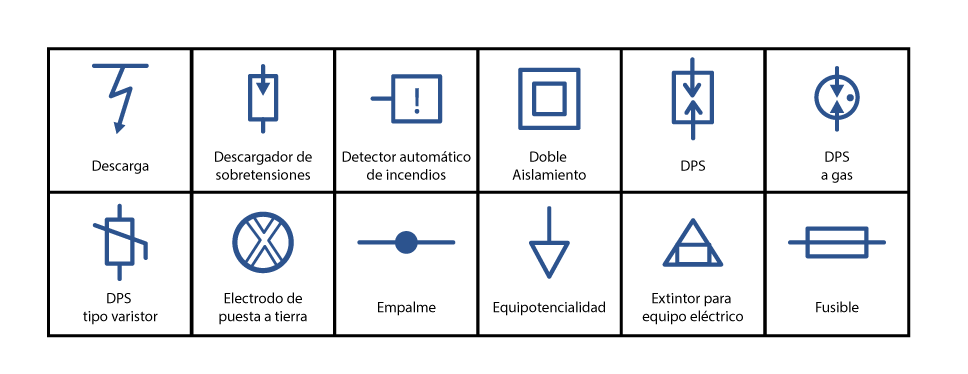 !
Descarga
Descargador de
sobretensiones
Detector automático
de incendios
Doble
Aislamiento
DPS
DPS
a gas
DPS
tipo varistor
Electrodo de
puesta a tierra
Empalme
Equipotencialidad
Extintor para
equipo eléctrico
Fusible